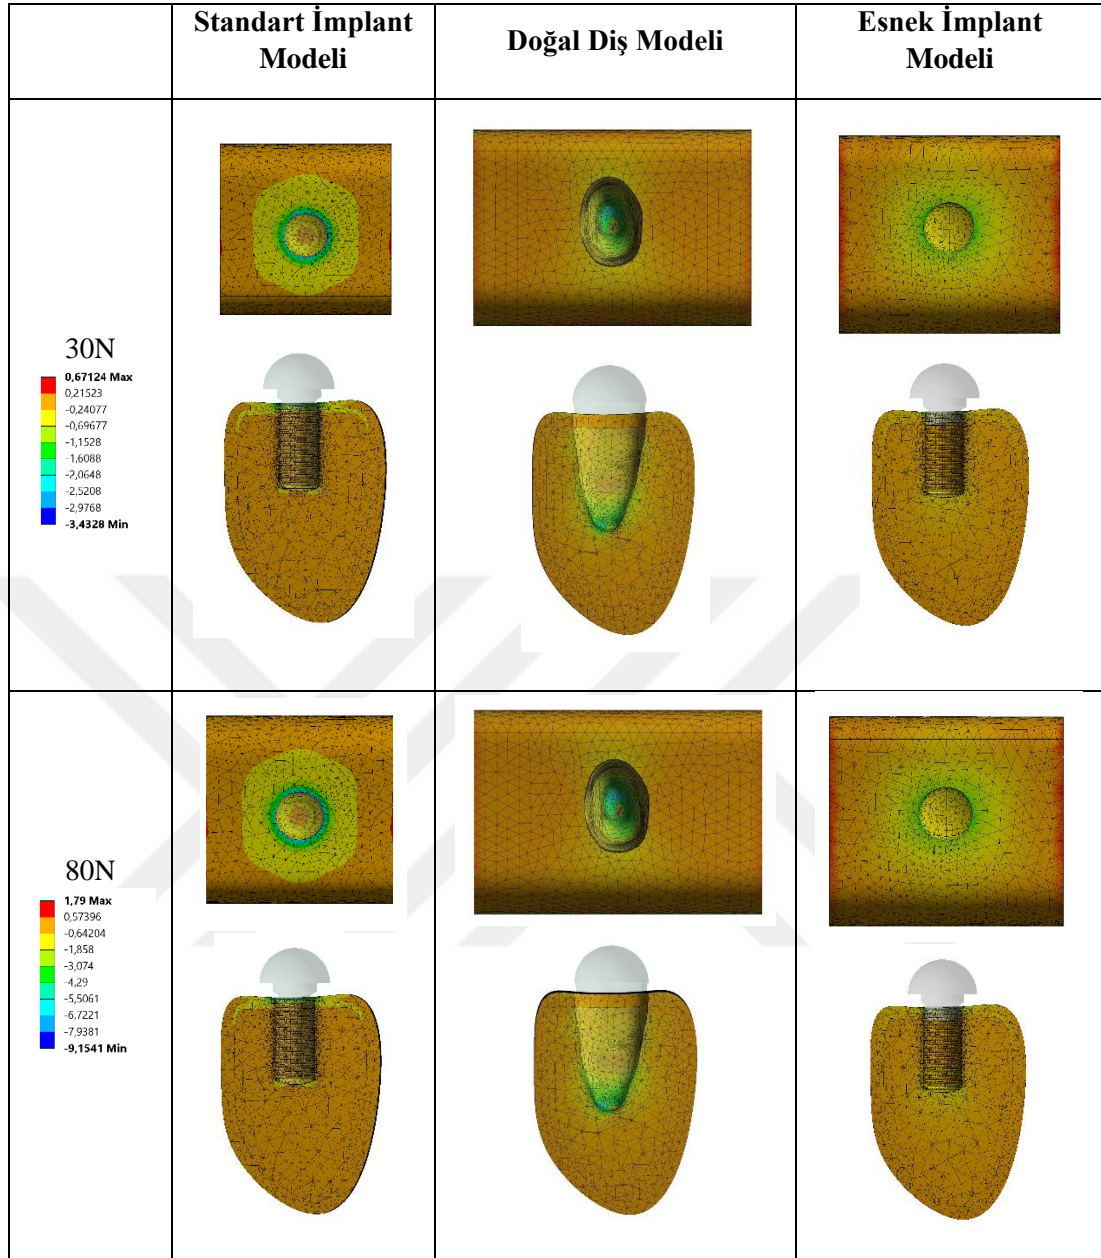 Standart İmplant
Modeli
Doğal Diş Modeli
Esnek İmplant
Modeli
30N
0,67124 Max
0,21523
-0,24077
-0,69677
-1,1528
-1,6088
-2,0648
-2,5208
-2,9768
-3,4328 Min
80N
1,79 Max
0,57396
-0,64204
-1,858
-3,074
-4,29
-5,5061
-6,7221
-7,9381
-9,1541 Min